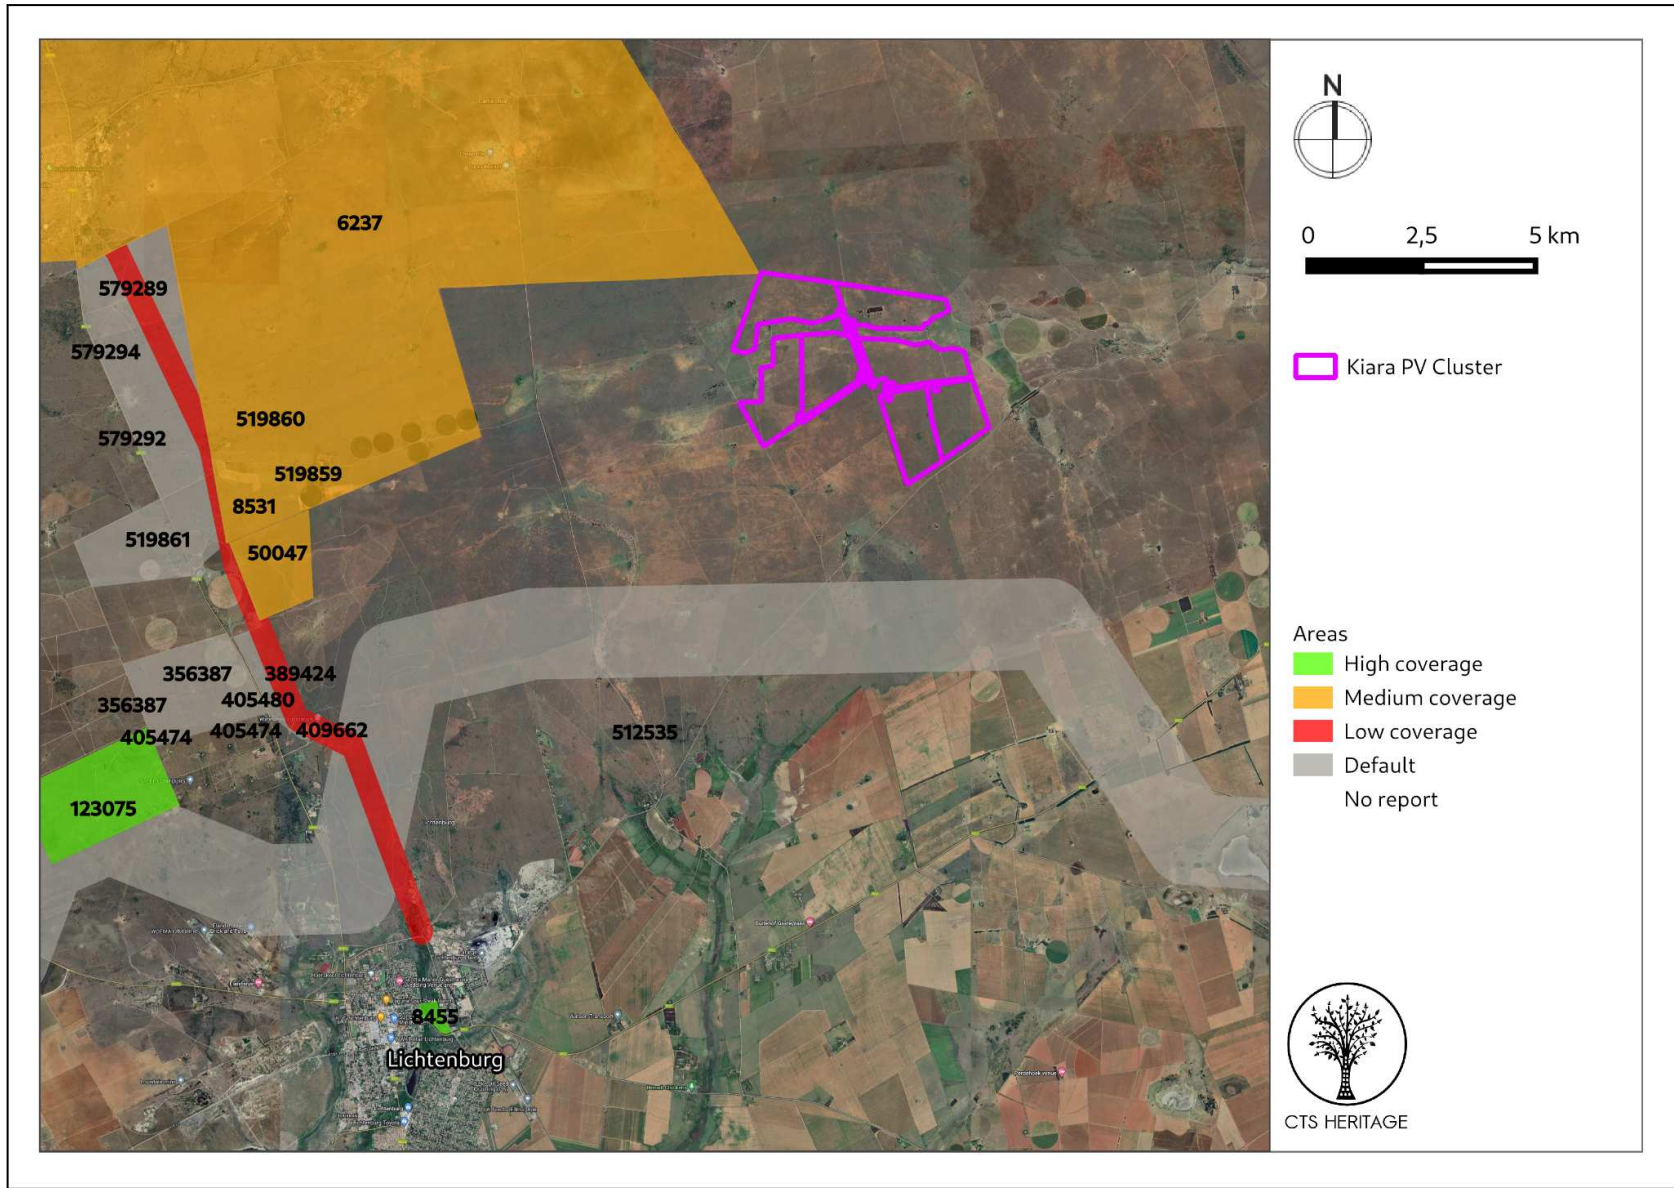 N
0 2,5 5 km
Kiara PV Cluster
Areas
High coverage
Medium coverage
Low coverage
Default
No report
CTS HERITAGE
6237
579289
579294
519860
579292
519859
8531
519861
50047
356387
389424
405480
356387
405474
405474
409662
512535
123075
Lichtenburg
8455
Lichtenburg